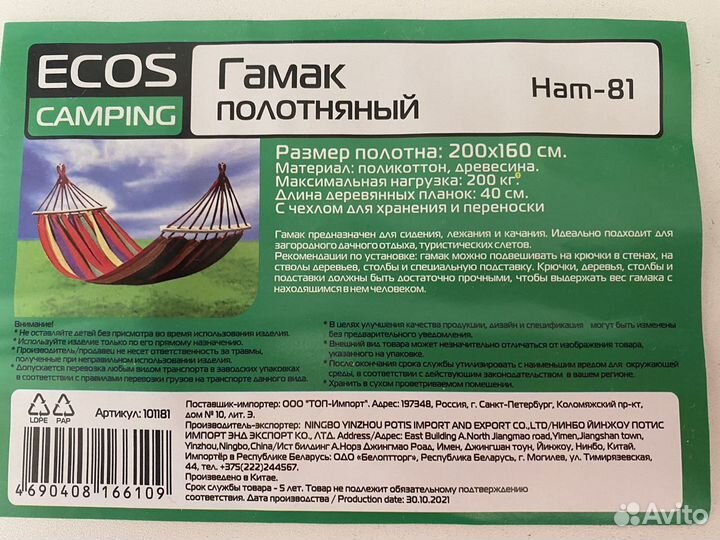 ECOS
CAMPING
Гамак
полотняный
Ham-81
Размер полотна: 200x160 см.
Материал: поликоттон, древесина.
Максимальная нагрузка: 200 кг.
Длина деревянных планок: 40 см.
С чехлом для хранения и переноски
Гамак предназначен для сидения, лежания и качания. Идеально подходит для
загородного дачного отдыха, туристических слетов.
Рекомендации по установке: гамак можно подвешивать на крючки в стенах, на
стволы деревьев, столбы и специальную подставку. Крючки, деревья, столбы и
подставки должны быть достаточно прочными, чтобы выдержать вес гамака с
находящимся в нем человеком.
Внимание!
* Не оставляйте детей без присмотра во время использования изделия.
* Используйте изделие только по его прямому назначению.
* Производитель/продавец не несет ответственность за травмы,
полученные при неправильном использовании изделия.
* Допускается перевозка любым видом транспорта в заводских упаковках
в соответствии с правилами перевозки грузов на транспорте данного вида.
* В целях улучшения качества продукции, дизайн и спецификация могут быть изменены
без предварительного уведомления.
* Внешний вид товара может незначительно отличаться от изображения товара,
указанного на упаковке.
* После окончания срока службы утилизировать с наименьшим вредом для окружающей
среды, в соответствии с действующим законодательством в вашем регионе.
* Хранить в сухом проветриваемом помещении.
LDPE
PAP
Артикул: 101181
4 690408 166109
Поставщик-импортер: ООО "ТОП-Импорт". Адрес: 197348, Россия, г. Санкт-Петербург, Коломяжский пр-кт,
дом № 10, лит. Э.
Производитель-экспортер: NINGBO YINZHOU POTIS IMPORT AND EXPORT CO.,LTD/НИНБО ЙИНЖОУ ПОТИС
ИМПОРТ ЭНД ЭКСПОРТ КО., ЛТД. Address/Адрес: East Building A.North Jiangmao road,Yimen,Jiangshan town,
Yinzhou,Ningbo,China/Ист билдинг А.Норз Джингмао Роад, Имен, Джингшан тоун, Йинжоу, Нинбо, Китай.
Импортёр в Республике Беларусь: ОДО «Белоптторг», Республика Беларусь, г. Могилев, ул. Тимирязевская,
44, тел. +375(222)244567.
Произведено в Китае.
Срок службы товара - 5 лет. Товар не подлежит обязательному подтверждению
соответствия. Дата производства / Production date: 30.10.2021
Avito